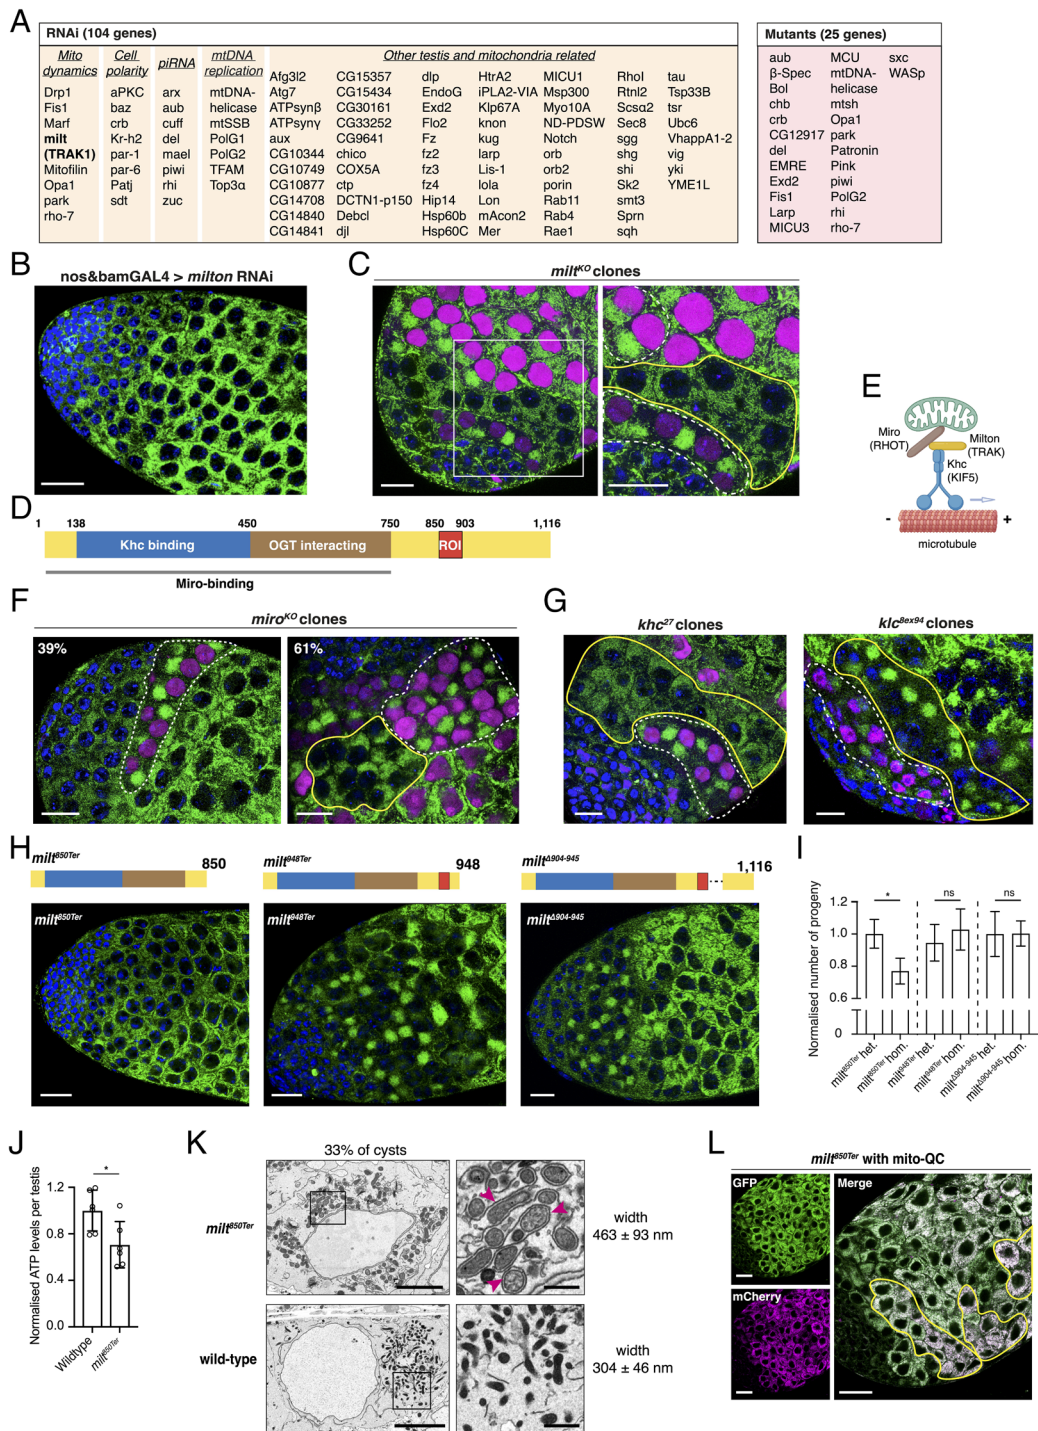 A
RNAi (104 genes)
Mito dynamics
Drp1
Fis1
Marf
milt
(TRAK1)
Mitofilin
Opa1
park
rho-7
Cell polarity
aPKC
baz
crb
Kr-h2
par-1
par-6
Patj
sdt
piRNA
arx
aub
cuff
del
mael
piwi
rhi
zuc
mtDNA replication
mtDNA-
helicase
mtSSB
PolG1
PolG2
TFAM
Top3α
Other testis and mitochondria related
Afg3l2
Atg7
ATPsynβ
ATPsynγ
aux
CG10344
CG10749
CG10877
CG14708
CG14840
CG14841
CG15357
CG15434
CG30161
CG33252
CG9641
chico
COX5A
ctp
DCTN1-p150
Debcl
djl
dlp
EndoG
Exd2
Flo2
Fz
fz2
fz3
fz4
Hip14
Hsp60b
Hsp60C
HtrA2
iPLA2-VIA
Klp67A
knon
kug
larp
Lis-1
lola
Lon
mAcon2
Mer
MICU1
Msp300
Myo10A
ND-PDSW
Notch
orb
orb2
porin
Rab11
Rab4
Rae1
RhoI
Rtnl2
Scsα2
Sec8
sgg
shg
shi
Sk2
smt3
Sprn
sqh
tau
Tsp33B
tsr
Ubc6
VhappA1-2
vig
yki
YME1L
Mutants (25 genes)
aub
β-Spec
Bol
chb
crb
CG12917
del
EMRE
Exd2
Fis1
Larp
MICU3
MCU
mtDNA-
helicase
mtsh
Opa1
park
Patronin
Pink
piwi
PolG2
rhi
rho-7
sxc
WASp
B
nos&bamGAL4 > milton RNAi
C
milt^KO clones
D
1 138 450 750 850 903 1,116
Khc binding OGT interacting ROI
Miro-binding
E
Miro
(RHOT)
Milton
(TRAK)
Khc
(KIF5)
- +
microtubule
F
miro^KO clones
39%
61%
G
khc^27 clones
klc^8ex94 clones
H
milt^850Ter 850
milt^948Ter 948
milt^Δ904-945 1,116
milt^850Ter
milt^948Ter
milt^Δ904-945
I
Normalised number of progeny
* ns ns
1.2
1.0
0.8
0.6
0
milt^850Ter het.
milt^850Ter hom.
milt^948Ter het.
milt^948Ter hom.
milt^Δ904-945 het.
milt^Δ904-945 hom.
J
Normalised ATP levels per testis
*
1.2
0.8
0.4
0.0
Wildtype
milt^850Ter
K
33% of cysts
milt^850Ter
width
463 ± 93 nm
wild-type
width
304 ± 46 nm
L
milt^850Ter with mito-QC
GFP
Merge
mCherry